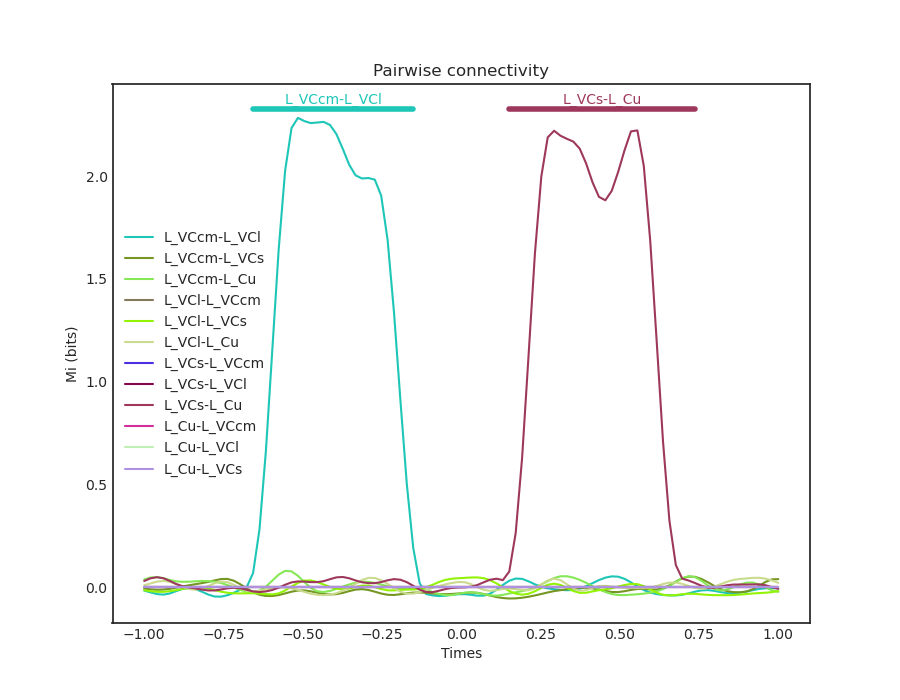 Pairwise connectivity
L_VCcm-L_VCl
L_VCs-L_Cu
Mi (bits)
2.0
1.5
1.0
0.5
0.0
L_VCcm-L_VCl
L_VCcm-L_VCs
L_VCcm-L_Cu
L_VCl-L_VCcm
L_VCl-L_VCs
L_VCl-L_Cu
L_VCs-L_VCcm
L_VCs-L_VCl
L_VCs-L_Cu
L_Cu-L_VCcm
L_Cu-L_VCl
L_Cu-L_VCs
−1.00 −0.75 −0.50 −0.25 0.00 0.25 0.50 0.75 1.00
Times